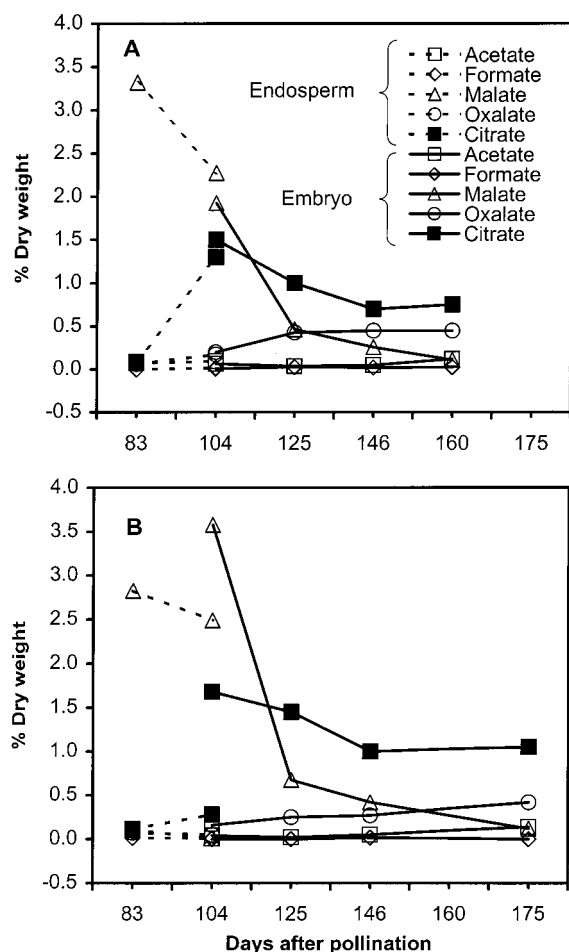 A
4.0
3.5
3.0
2.5
2.0
1.5
1.0
0.5
0.0
-0.5
% Dry weight
Endosperm
Acetate
Formate
Malate
Oxalate
Citrate
Embryo
Acetate
Formate
Malate
Oxalate
Citrate
83 104 125 146 160 175
B
4.0
3.5
3.0
2.5
2.0
1.5
1.0
0.5
0.0
-0.5
% Dry weight
83 104 125 146 160 175
Days after pollination